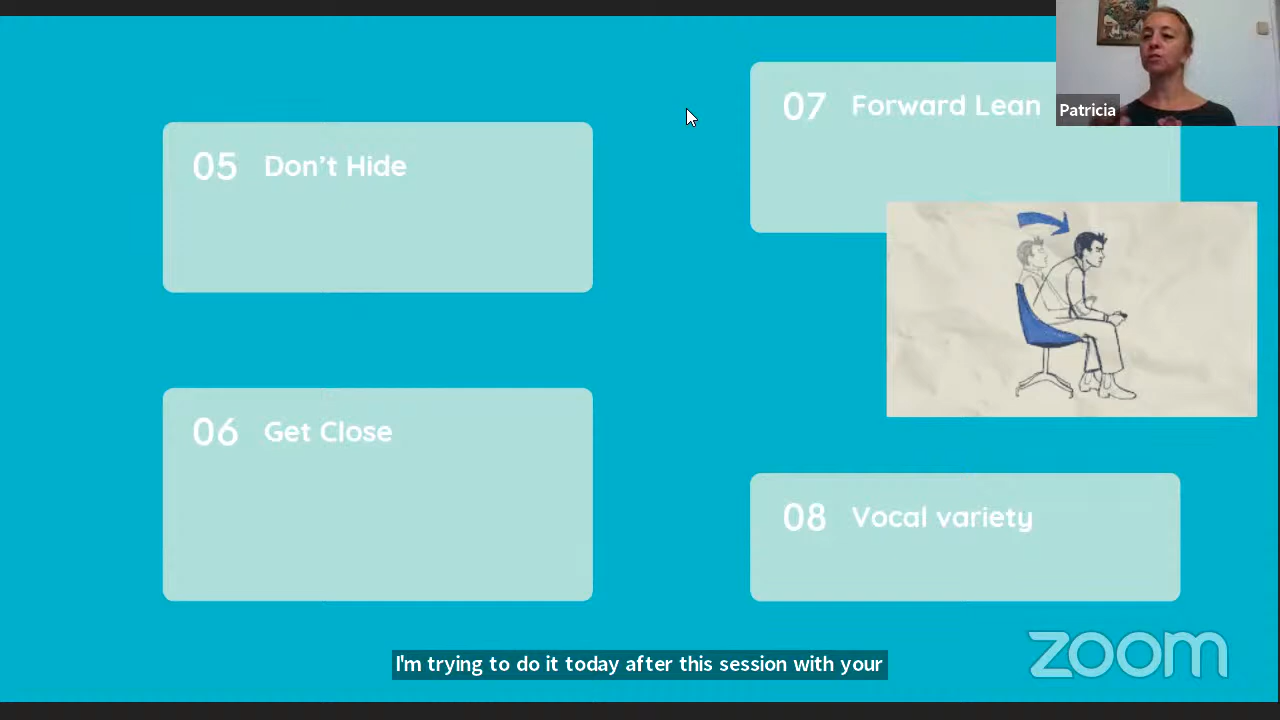 05 Don't Hide
06 Get Close
07 Forward Lean
Patricia
08 Vocal variety
I'm trying to do it today after this session with your
zoom